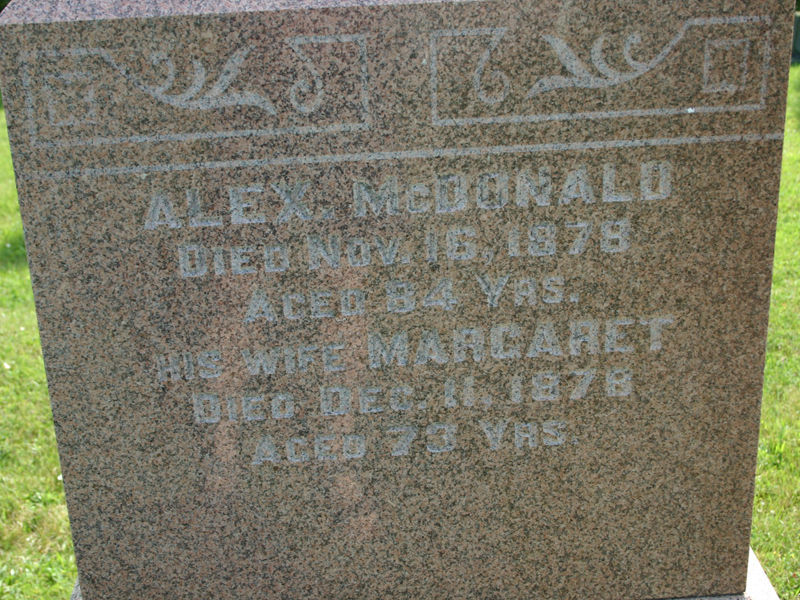 ALEX. McDONALD
DIED NOV. 16, 1878
AGED 84 YRS.
HIS WIFE MARGARET
DIED DEC. 11, 1878
AGED 73 YRS.